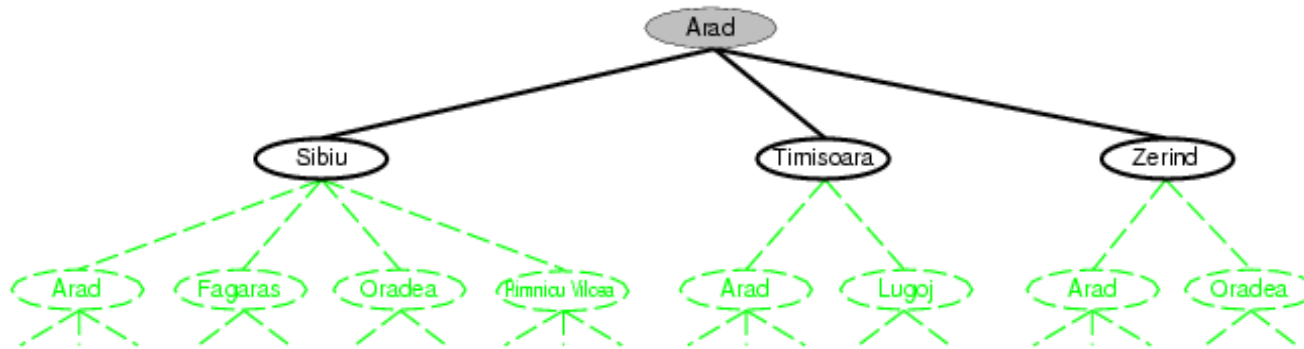 Arad
Sibiu Timisoara Zerind
Arad Fagaras Oradea Rimnicu Vilcea Arad Lugoj Arad Oradea